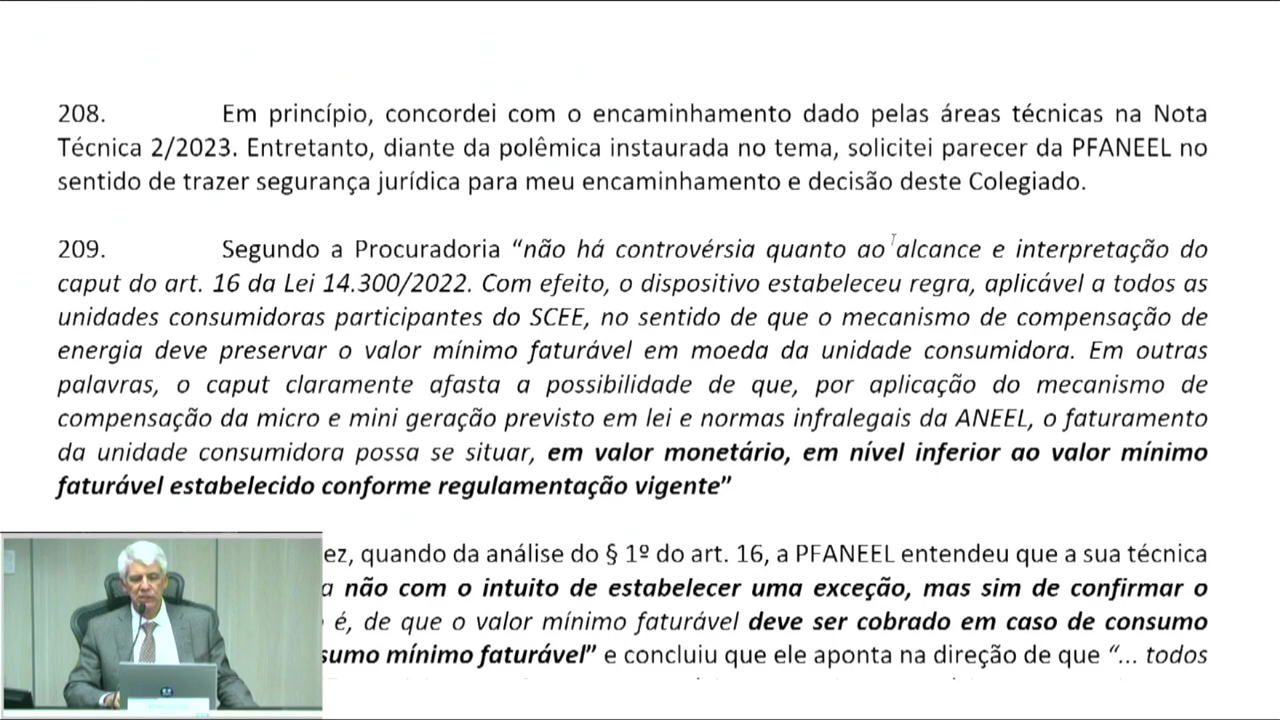 208. Em princípio, concordei com o encaminhamento dado pelas áreas técnicas na Nota
Técnica 2/2023. Entretanto, diante da polêmica instaurada no tema, solicitei parecer da PFANEEL no
sentido de trazer segurança jurídica para meu encaminhamento e decisão deste Colegiado.
209. Segundo a Procuradoria “não há controvérsia quanto ao alcance e interpretação do
caput do art. 16 da Lei 14.300/2022. Com efeito, o dispositivo estabeleceu regra, aplicável a todos as
unidades consumidoras participantes do SCEE, no sentido de que o mecanismo de compensação de
energia deve preservar o valor mínimo faturável em moeda da unidade consumidora. Em outras
palavras, o caput claramente afasta a possibilidade de que, por aplicação do mecanismo de
compensação da micro e mini geração previsto em lei e normas infralegais da ANEEL, o faturamento
da unidade consumidora possa se situar, em valor monetário, em nível inferior ao valor mínimo
faturável estabelecido conforme regulamentação vigente”
ez, quando da análise do § 1º do art. 16, a PFANEEL entendeu que a sua técnica
a não com o intuito de estabelecer uma exceção, mas sim de confirmar o
é, de que o valor mínimo faturável deve ser cobrado em caso de consumo
sumo mínimo faturável” e concluiu que ele aponta na direção de que “... todos